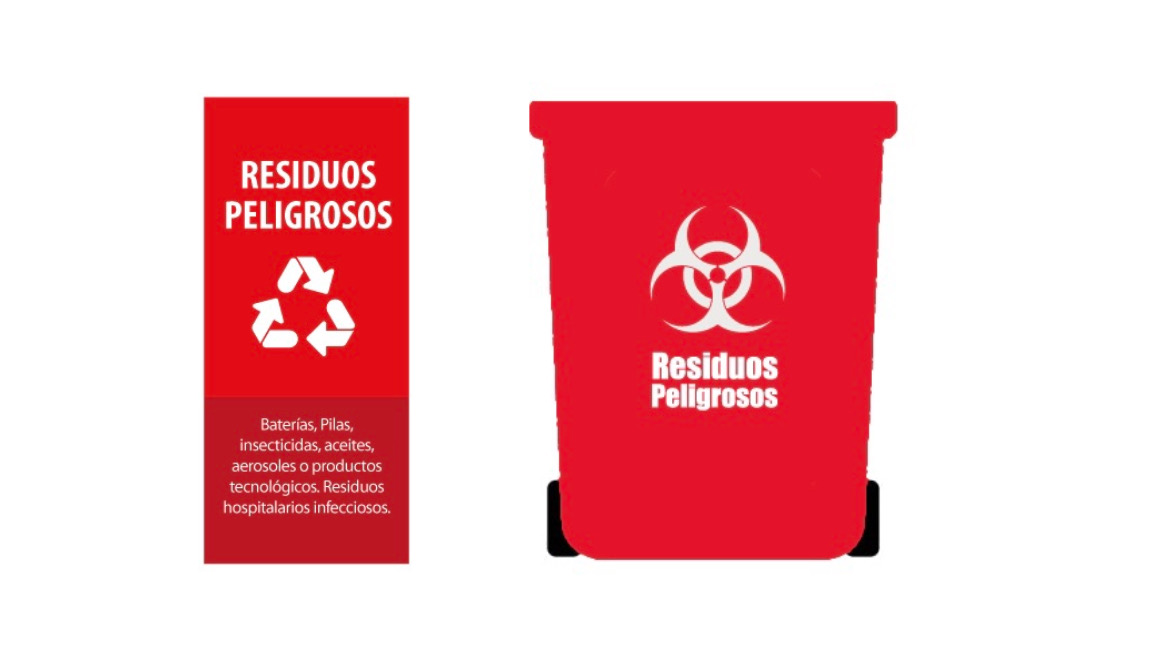 RESIDUOS
PELIGROSOS
Baterías, Pilas,
insecticidas, aceites,
aerosoles o productos
tecnológicos. Residuos
hospitalarios infecciosos.
Residuos
Peligrosos